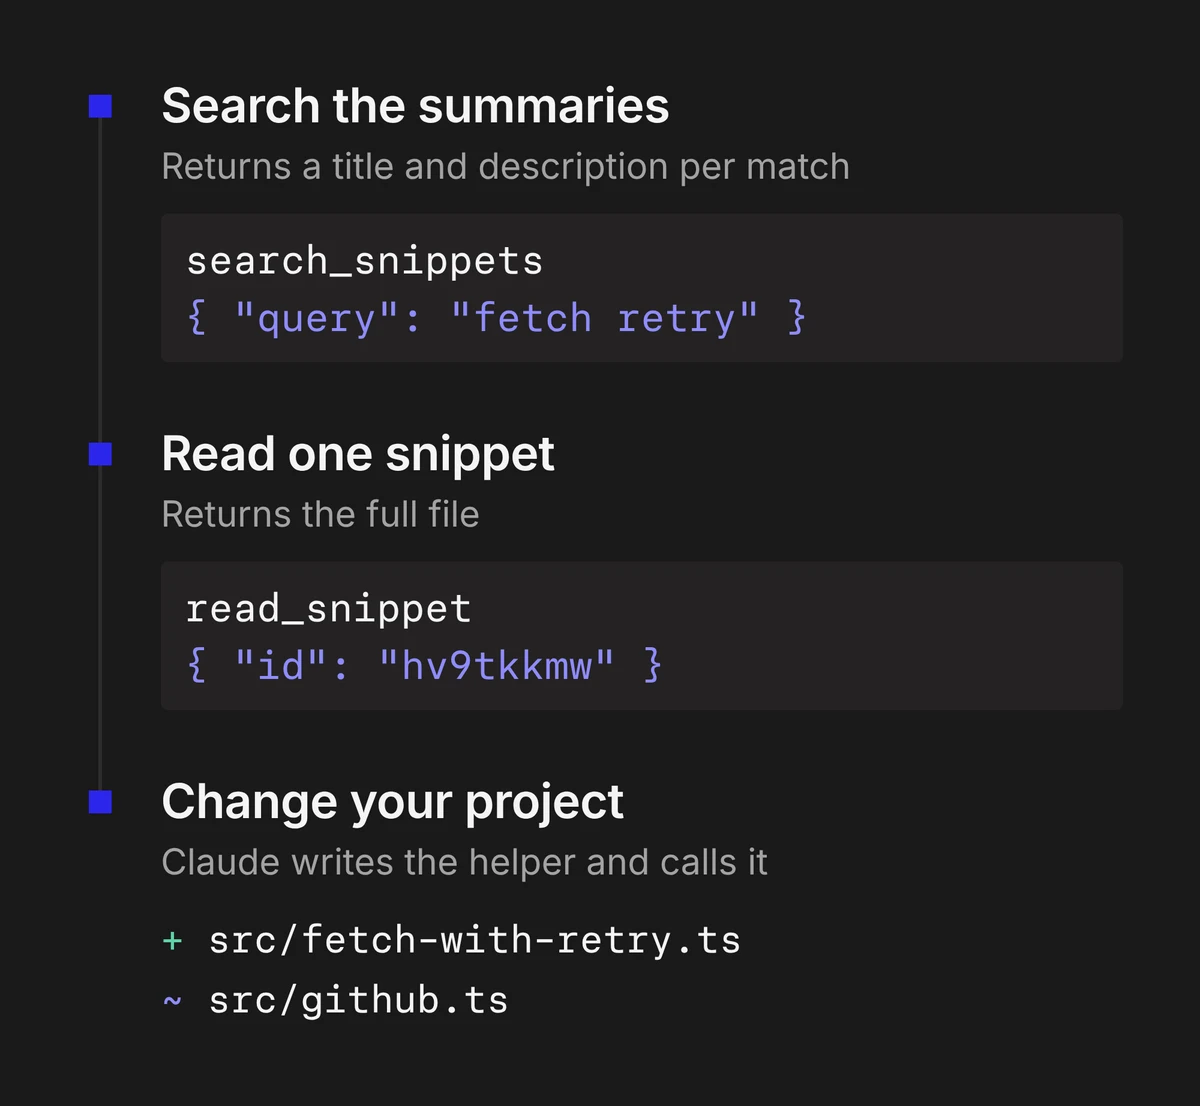 Search the summaries
Returns a title and description per match
search_snippets
{ "query": "fetch retry" }
Read one snippet
Returns the full file
read_snippet
{ "id": "hv9tkkmw" }
Change your project
Claude writes the helper and calls it
+ src/fetch-with-retry.ts
~ src/github.ts